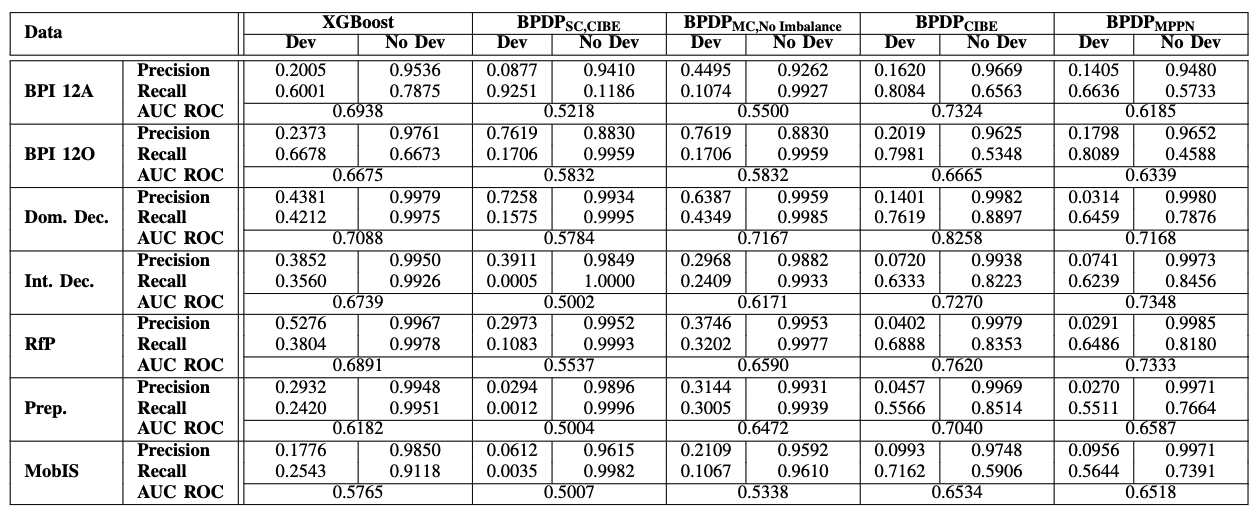 Data XGBoost BPDP SC,CIBE BPDP MC,No Imbalance BPDP CIBE BPDP MPPN
Dev No Dev Dev No Dev Dev No Dev Dev No Dev Dev No Dev
BPI 12A Precision 0.2005 0.9536 0.0877 0.9410 0.4495 0.9262 0.1620 0.9669 0.1405 0.9480
Recall 0.6001 0.7875 0.9251 0.1186 0.1074 0.9927 0.8084 0.6563 0.6636 0.5733
AUC ROC 0.6938 0.5218 0.5500 0.7324 0.6185
BPI 12O Precision 0.2373 0.9761 0.7619 0.8830 0.7619 0.8830 0.2019 0.9625 0.1798 0.9652
Recall 0.6678 0.6673 0.1706 0.9959 0.1706 0.9959 0.7981 0.5348 0.8089 0.4588
AUC ROC 0.6675 0.5832 0.5832 0.6665 0.6339
Dom. Dec. Precision 0.4381 0.9979 0.7258 0.9934 0.6387 0.9959 0.1401 0.9982 0.0314 0.9980
Recall 0.4212 0.9975 0.1575 0.9995 0.4349 0.9985 0.7619 0.8897 0.6459 0.7876
AUC ROC 0.7088 0.5784 0.7167 0.8258 0.7168
Int. Dec. Precision 0.3852 0.9950 0.3911 0.9849 0.2968 0.9882 0.0720 0.9938 0.0741 0.9973
Recall 0.3560 0.9926 0.0005 1.0000 0.2409 0.9933 0.6333 0.8223 0.6239 0.8456
AUC ROC 0.6739 0.5002 0.6171 0.7270 0.7348
RfP Precision 0.5276 0.9967 0.2973 0.9952 0.3746 0.9953 0.0402 0.9979 0.0291 0.9985
Recall 0.3804 0.9978 0.1083 0.9993 0.3202 0.9977 0.6888 0.8353 0.6486 0.8180
AUC ROC 0.6891 0.5537 0.6590 0.7620 0.7333
Prep. Precision 0.2932 0.9948 0.0294 0.9896 0.3144 0.9931 0.0457 0.9969 0.0270 0.9971
Recall 0.2420 0.9951 0.0012 0.9996 0.3005 0.9939 0.5566 0.8514 0.5511 0.7664
AUC ROC 0.6182 0.5004 0.6472 0.7040 0.6587
MobIS Precision 0.1776 0.9850 0.0612 0.9615 0.2109 0.9592 0.0993 0.9748 0.0956 0.9971
Recall 0.2543 0.9118 0.0035 0.9982 0.1067 0.9610 0.7162 0.5906 0.5644 0.7391
AUC ROC 0.5765 0.5007 0.5338 0.6534 0.6518